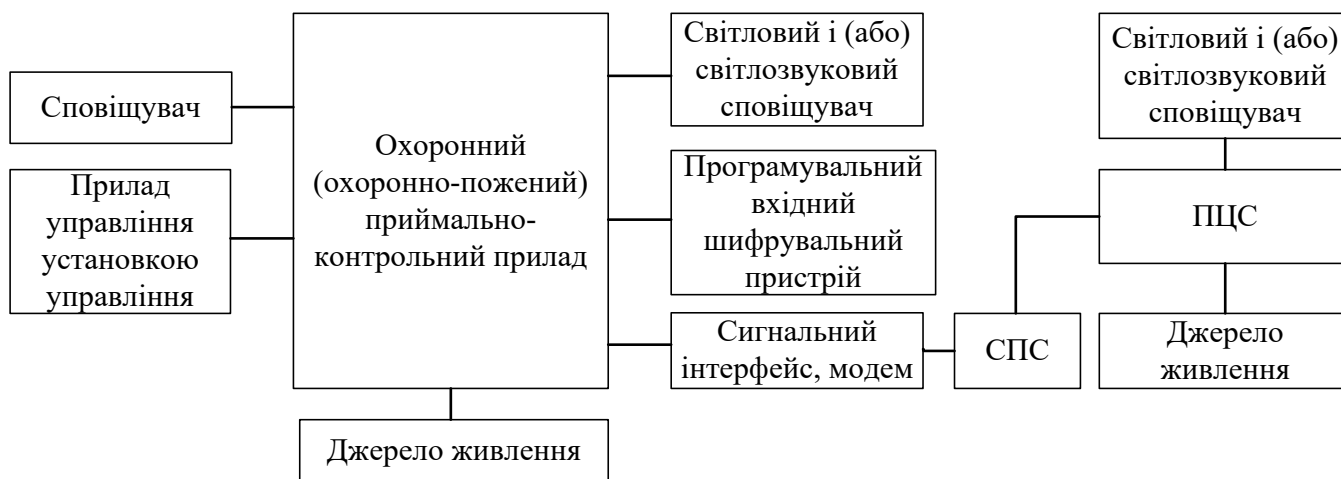 Сповіщувач
Прилад
управління
установкою
управління
Охоронний
(охоронно-пожений)
приймально-
контрольний прилад
Джерело живлення
Світловий і (або)
світлозвуковий
сповіщувач
Програмувальний
вхідний
шифрувальний
пристрій
Сигнальний
інтерфейс, модем
СПС
Світловий і (або)
світлозвуковий
сповіщувач
ПЦС
Джерело
живлення